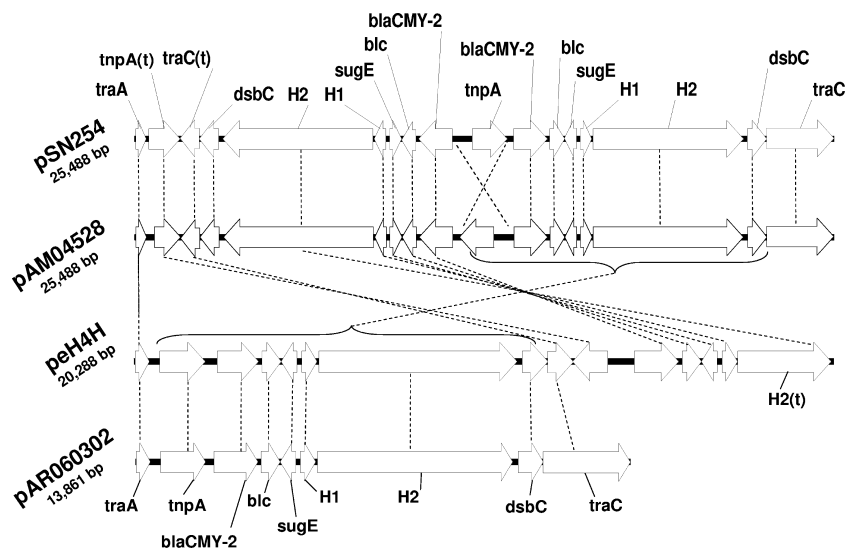 blaCMY-2
blc
blaCMY-2
blc
tnpA(t)
traC(t)
sugE
sugE
dsbC
traA
dsbC
H2
H1
tnpA
H1
H2
traC
pSN254
25,488 bp
pAM04528
25,488 bp
peH4H
20,288 bp
H2(t)
pAR060302
13,861 bp
traA
tnpA
blc
H1
H2
dsbC
traC
sugE
blaCMY-2